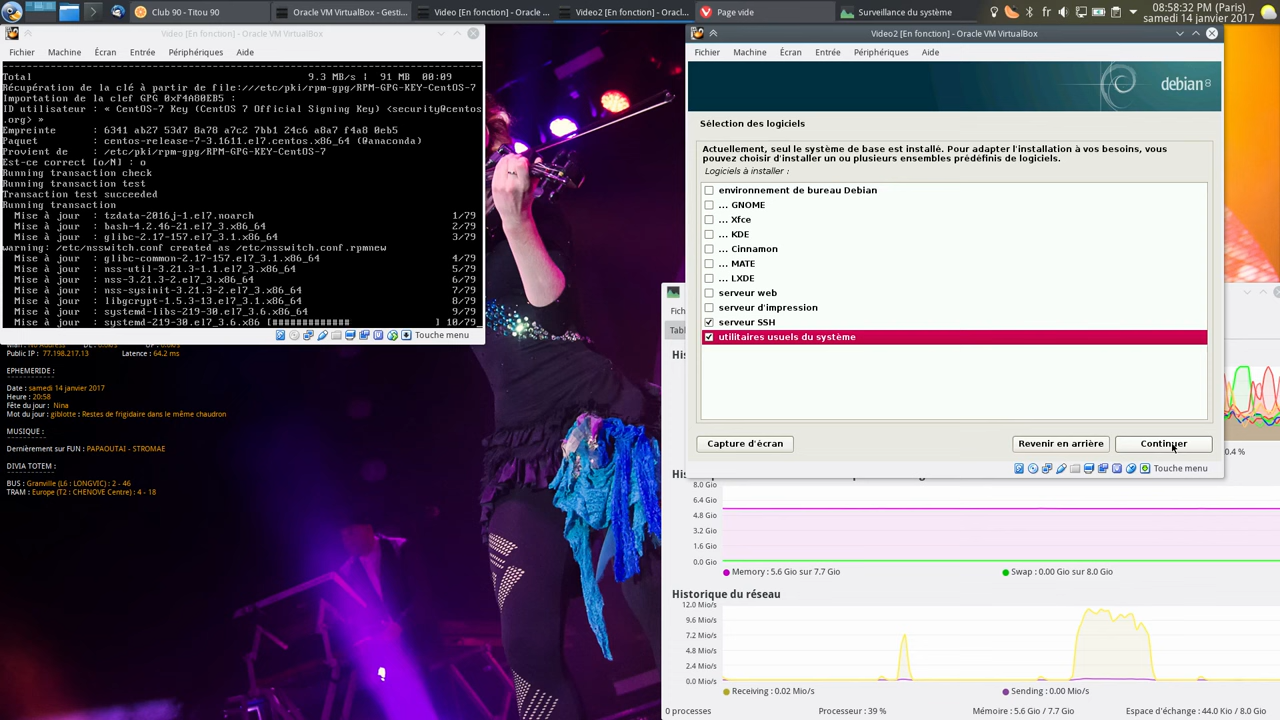 Club 90 - Titou 90
Oracle VM VirtualBox - Gesti...
Video [En fonction] - Oracle ...
Video2 [En fonction] - Oracl...
Page vide
Surveillance du système
08:58:32 PM (Paris)
samedi 14 janvier 2017
Video [En fonction] - Oracle VM VirtualBox
Fichier Machine Écran Entrée Périphériques Aide
Total 9.3 MB/s | 91 MB 00:09
Récupération de la clé à partir de file:///etc/pki/rpm-gpg/RPM-GPG-KEY-CentOS-7
Importation de la clef GPG 0xF4A80EB5 :
ID utilisateur : « CentOS-7 Key (CentOS 7 Official Signing Key) <security@centos
.org> »
Empreinte : 6341 ab27 53d7 8a78 a7c2 7bb1 24c6 a8a7 f4a8 0eb5
Paquet : centos-release-7-3.1611.el7.centos.x86_64 (@anaconda)
Provient de : /etc/pki/rpm-gpg/RPM-GPG-KEY-CentOS-7
Est-ce correct [o/N] : o
Running transaction check
Running transaction test
Transaction test succeeded
Running transaction
Mise à jour : tzdata-2016j-1.el7.noarch 1/79
Mise à jour : bash-4.2.46-21.el7_3.x86_64 2/79
Mise à jour : glibc-2.17-157.el7_3.1.x86_64 3/79
warning: /etc/nsswitch.conf created as /etc/nsswitch.conf.rpmnew
Mise à jour : glibc-common-2.17-157.el7_3.1.x86_64 4/79
Mise à jour : nss-util-3.21.3-1.1.el7_3.x86_64 5/79
Mise à jour : nss-3.21.3-2.el7_3.x86_64 6/79
Mise à jour : nss-sysinit-3.21.3-2.el7_3.x86_64 7/79
Mise à jour : libgcrypt-1.5.3-13.el7_3.1.x86_64 8/79
Mise à jour : systemd-libs-219-30.el7_3.6.x86_64 9/79
Mise à jour : systemd-219-30.el7_3.6.x86 [############## ] 10/79
Touche menu
Public IP : 77.198.217.13 Latence : 64.2 ms
EPHEMERIDE :
Date : samedi 14 janvier 2017
Heure : 20:58
Fête du jour : Nina
Mot du jour : giblotte : Restes de frigidaire dans le même chaudron
MUSIQUE :
Dernièrement sur FUN : PAPAOUTAI - STROMAE
DIVIA TOTEM :
BUS : Granville (L6 : LONGVIC) : 2 - 46
TRAM : Europe (T2 : CHENOVE Centre) : 4 - 18
Video2 [En fonction] - Oracle VM VirtualBox
Fichier Machine Écran Entrée Périphériques Aide
debian 8
Sélection des logiciels
Actuellement, seul le système de base est installé. Pour adapter l'installation à vos besoins, vous
pouvez choisir d'installer un ou plusieurs ensembles prédéfinis de logiciels.
Logiciels à installer :
environnement de bureau Debian
... GNOME
... Xfce
... KDE
... Cinnamon
... MATE
... LXDE
serveur web
serveur d'impression
serveur SSH
utilitaires usuels du système
Capture d'écran
Revenir en arrière
Continuer
Touche menu
Fich
Tabl
His
0.4 %
His
8.0 Gio
6.4 Gio
4.8 Gio
3.2 Gio
1.6 Gio
0.0 Gio
Memory : 5.6 Gio sur 7.7 Gio
Swap : 0.00 Gio sur 8.0 Gio
Historique du réseau
12.0 Mio/s
9.6 Mio/s
7.2 Mio/s
4.8 Mio/s
2.4 Mio/s
0.0 Mio/s
Receiving : 0.02 Mio/s
Sending : 0.00 Mio/s
0 processes
Processeur : 39 %
Mémoire : 5.6 Gio / 7.7 Gio
Espace d'échange : 44.0 Kio / 8.0 Gio